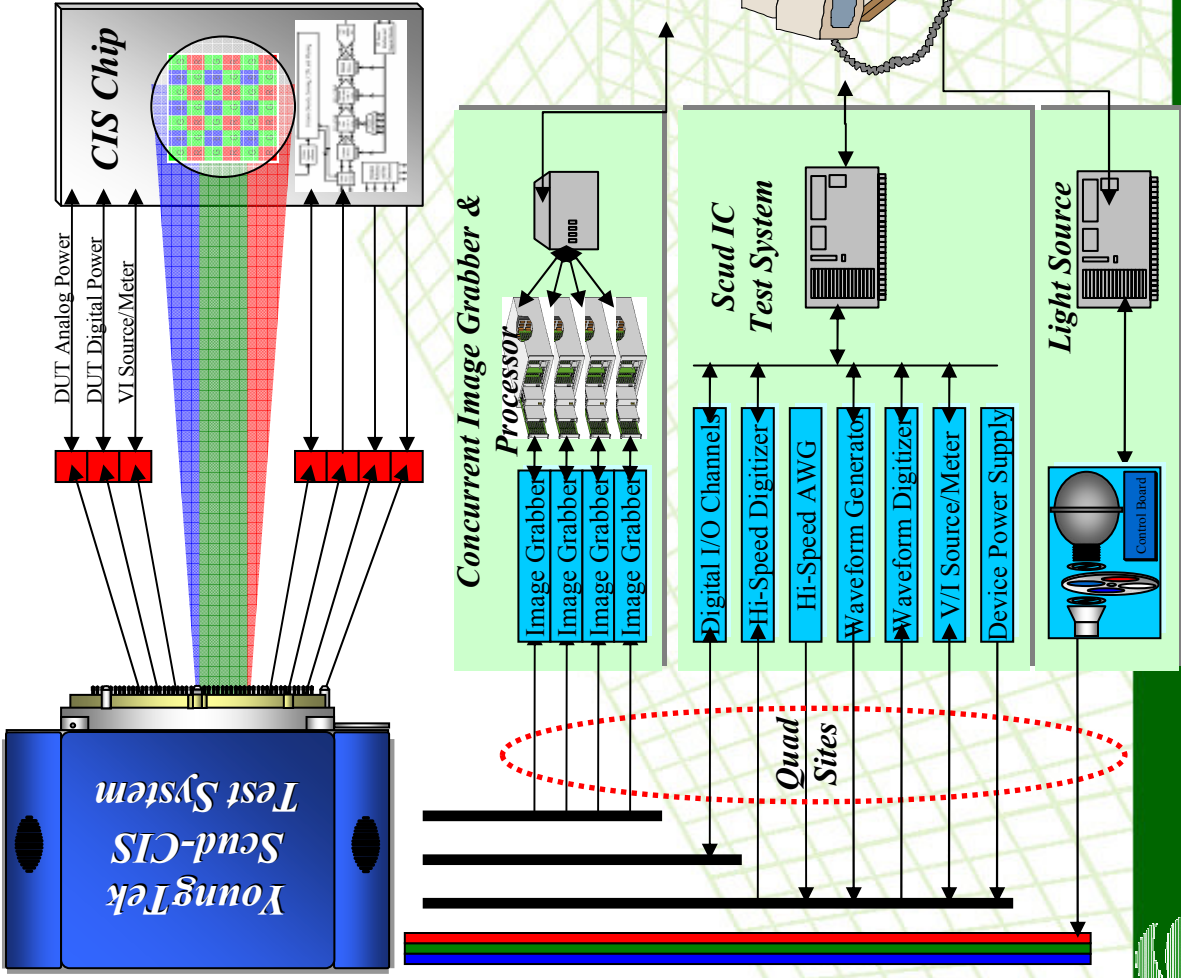 CIS Chip
DUT Analog Power
DUT Digital Power
VI Source/Meter
YoungTek
Scud-CIS
Test System
Concurrent Image Grabber &
Processor
Image Grabber
Image Grabber
Image Grabber
Image Grabber
Scud IC
Test System
Digital I/O Channels
Hi-Speed Digitizer
Hi-Speed AWG
Waveform Generator
Waveform Digitizer
V/I Source/Meter
Device Power Supply
Light Source
Control Board
Quad
Sites